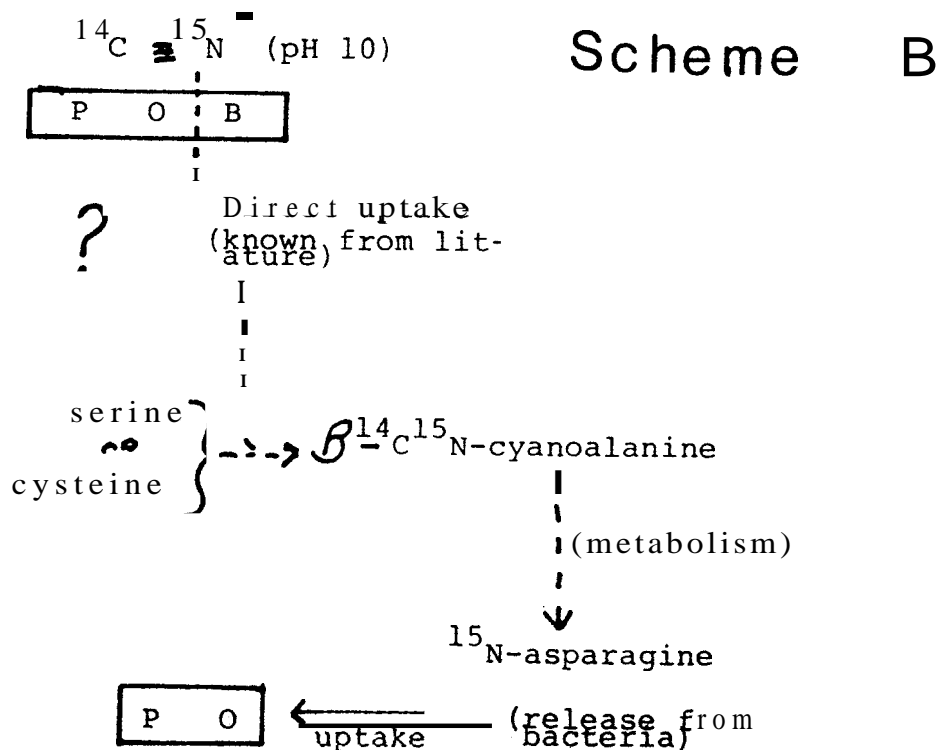 Scheme B
¹⁴C ≡ ¹⁵N⁻ (pH 10)
P O B
?
Direct uptake
(known from lit-
ature)
serine
cysteine
β-¹⁴C¹⁵N-cyanoalanine
(metabolism)
¹⁵N-asparagine
P O
uptake
(release from
bacteria)